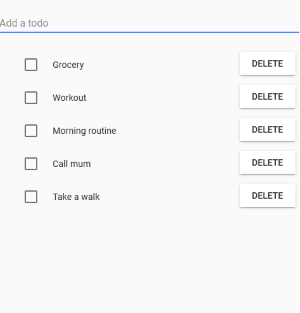 Add a todo
Grocery DELETE
Workout DELETE
Morning routine DELETE
Call mum DELETE
Take a walk DELETE